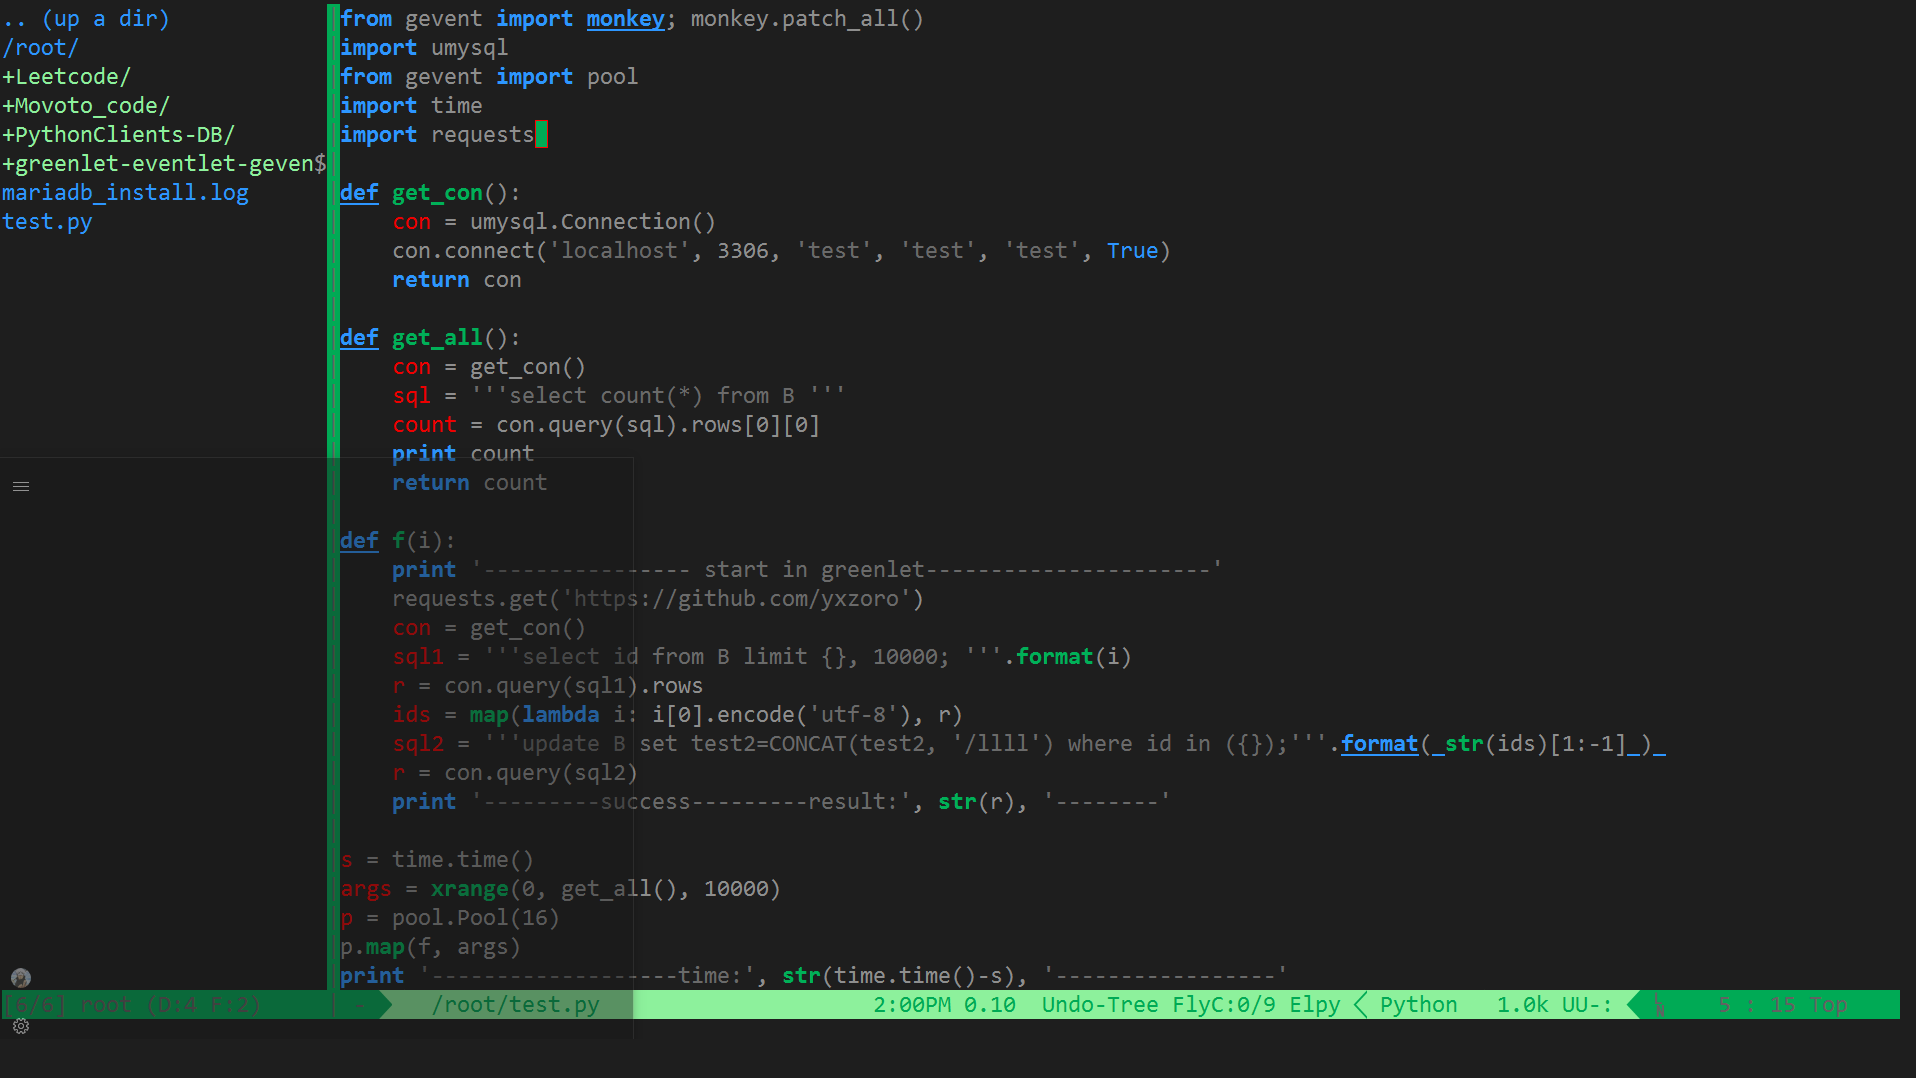 .. (up a dir)
/root/
+Leetcode/
+Movoto_code/
+PythonClients-DB/
+greenlet-eventlet-geven$
mariadb_install.log
test.py
from gevent import monkey; monkey.patch_all()
import umysql
from gevent import pool
import time
import requests
def get_con():
    con = umysql.Connection()
    con.connect('localhost', 3306, 'test', 'test', 'test', True)
    return con
def get_all():
    con = get_con()
    sql = '''select count(*) from B '''
    count = con.query(sql).rows[0][0]
    print count
    return count
def f(i):
    print '---------------- start in greenlet----------------------'
    requests.get('https://github.com/yxzoro')
    con = get_con()
    sql1 = '''select id from B limit {}, 10000; '''.format(i)
    r = con.query(sql1).rows
    ids = map(lambda i: i[0].encode('utf-8'), r)
    sql2 = '''update B set test2=CONCAT(test2, '/llll') where id in ({});'''.format( str(ids)[1:-1] )
    r = con.query(sql2)
    print '---------success---------result:', str(r), '--------'
s = time.time()
args = xrange(0, get_all(), 10000)
p = pool.Pool(16)
p.map(f, args)
print '-------------------time:', str(time.time()-s), '-----------------'
[6/6] root (D:4 F:2)
- /root/test.py 2:00PM 0.10 Undo-Tree FlyC:0/9 Elpy Python 1.0k UU-: LN 5 : 15 Top